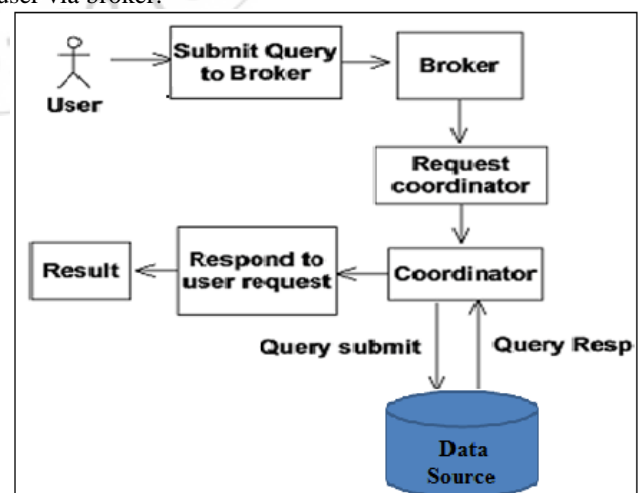 user via broker.
Submit Query
to Broker
Broker
User
Request
coordinator
Result
Respond to
user request
Coordinator
Query submit
Query Resp
Data
Source